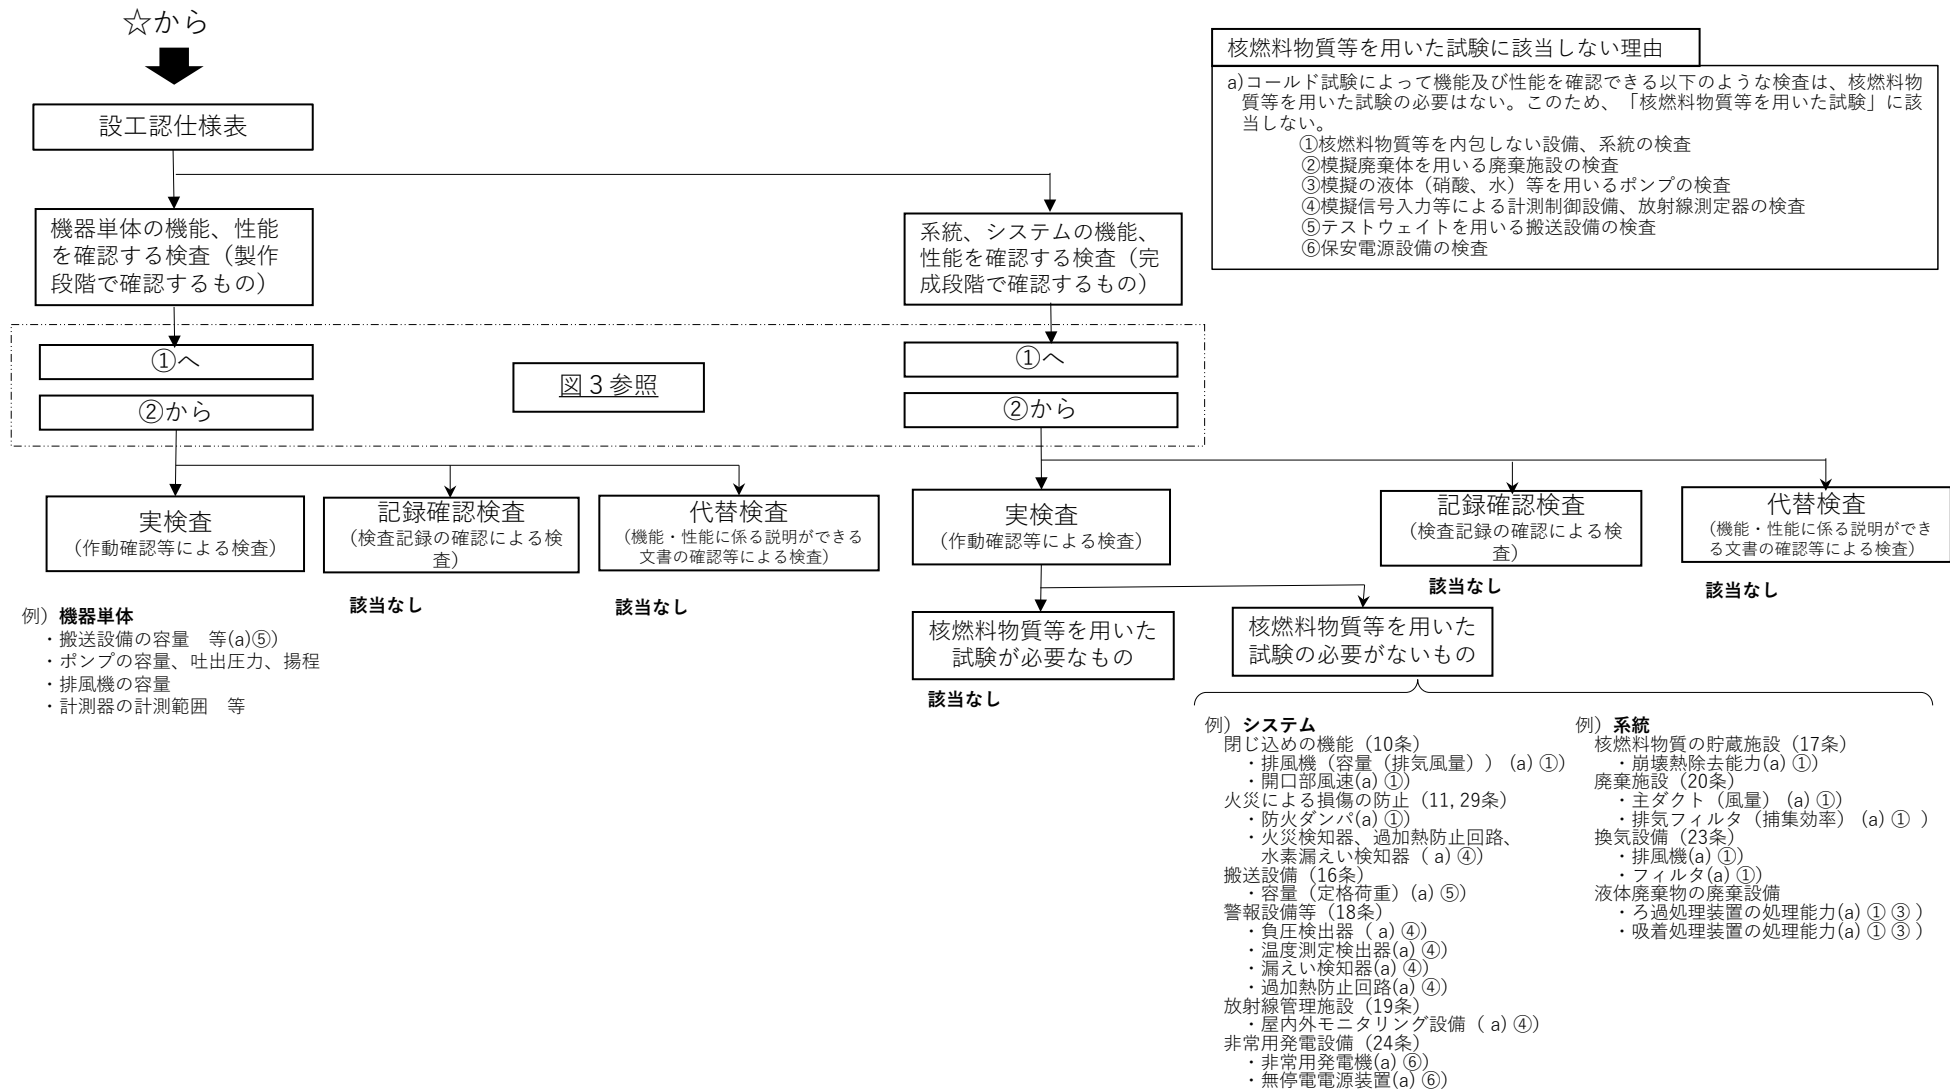 ☆から
設工認仕様表
核燃料物質等を用いた試験に該当しない理由
a)コールド試験によって機能及び性能を確認できる以下のような検査は、核燃料物
質等を用いた試験の必要はない。このため、「核燃料物質等を用いた試験」に該
当しない。
①核燃料物質等を内包しない設備、系統の検査
②模擬廃棄体を用いる廃棄施設の検査
③模擬の液体（硝酸、水）等を用いるポンプの検査
④模擬信号入力等による計測制御設備、放射線測定器の検査
⑤テストウェイトを用いる搬送設備の検査
⑥保安電源設備の検査
機器単体の機能、性能
を確認する検査（製作
段階で確認するもの）
系統、システムの機能、
性能を確認する検査（完
成段階で確認するもの）
①へ
②から
図３参照
①へ
②から
実検査
（作動確認等による検査）
記録確認検査
（検査記録の確認による検
査）
該当なし
代替検査
（機能・性能に係る説明ができる
文書の確認等による検査）
該当なし
例）機器単体
・搬送設備の容量　等(a)⑤）
・ポンプの容量、吐出圧力、揚程
・排風機の容量
・計測器の計測範囲　等
実検査
（作動確認等による検査）
記録確認検査
（検査記録の確認による検
査）
該当なし
代替検査
（機能・性能に係る説明ができ
る文書の確認等による検査）
該当なし
核燃料物質等を用いた
試験が必要なもの
該当なし
核燃料物質等を用いた
試験の必要がないもの
例）システム
閉じ込めの機能（10条）
・排風機（容量（排気風量））(a) ①）
・開口部風速(a) ①）
火災による損傷の防止（11, 29条）
・防火ダンパ(a) ①）
・火災検知器、過加熱防止回路、
水素漏えい検知器（ a) ④）
搬送設備（16条）
・容量（定格荷重）(a) ⑤）
警報設備等（18条）
・負圧検出器（ a) ④）
・温度測定検出器(a) ④）
・漏えい検知器(a) ④）
・過加熱防止回路(a) ④）
放射線管理施設（19条）
・屋内外モニタリング設備（ a) ④）
非常用発電設備（24条）
・非常用発電機(a) ⑥）
・無停電電源装置(a) ⑥）
例）系統
核燃料物質の貯蔵施設（17条）
・崩壊熱除去能力(a) ①）
廃棄施設（20条）
・主ダクト（風量）(a) ①）
・排気フィルタ（捕集効率）(a) ① ）
換気設備（23条）
・排風機(a) ①）
・フィルタ(a) ①）
液体廃棄物の廃棄設備
・ろ過処理装置の処理能力(a) ① ③ ）
・吸着処理装置の処理能力(a) ① ③ ）